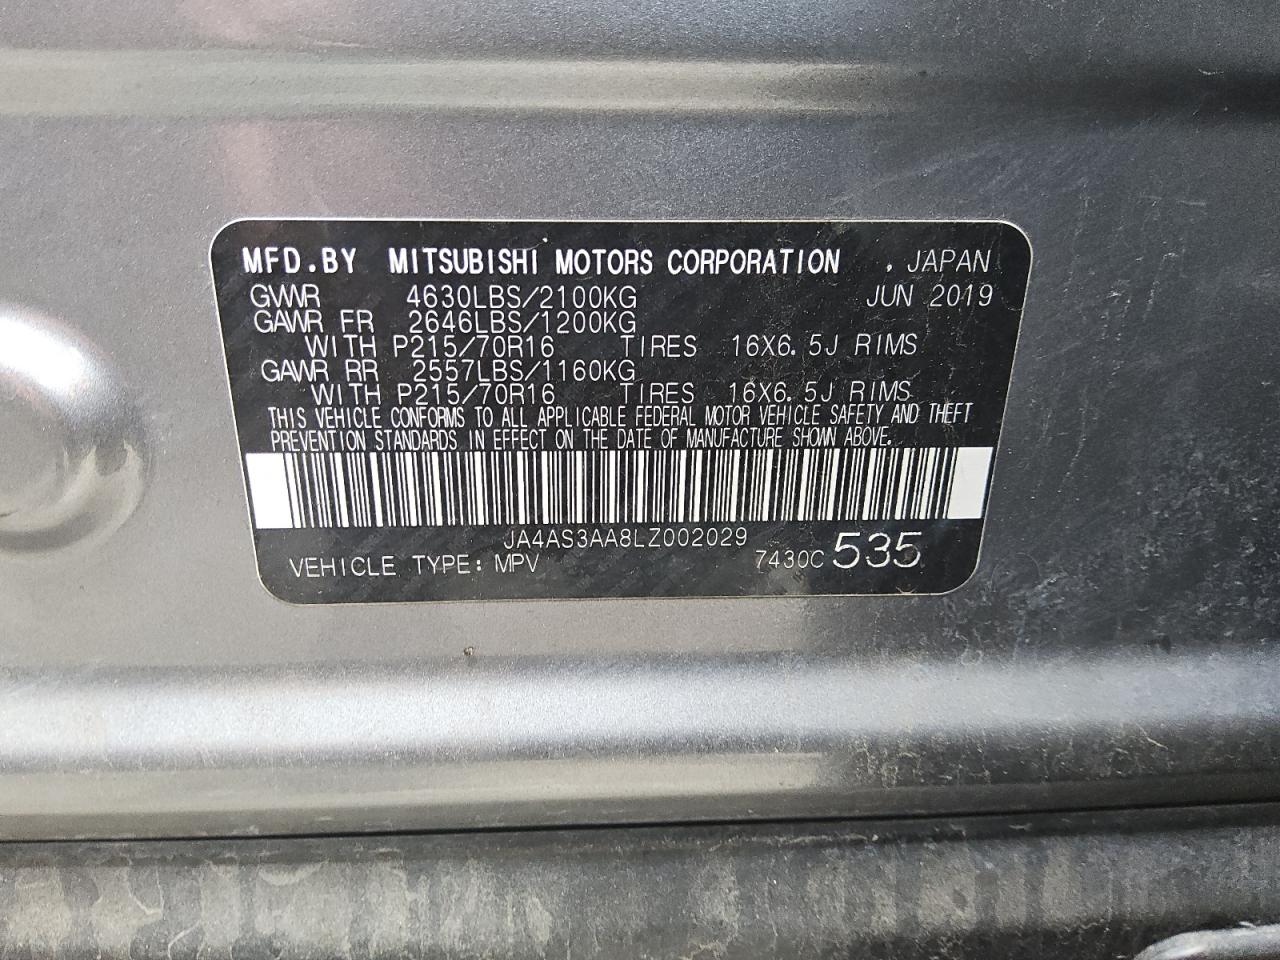 MFD.BY MITSUBISHI MOTORS CORPORATION , JAPAN
GVWR 4630LBS/2100KG JUN 2019
GAWR FR 2646LBS/1200KG
WITH P215/70R16 TIRES 16X6.5J RIMS
GAWR RR 2557LBS/1160KG
WITH P215/70R16 TIRES 16X6.5J RIMS
THIS VEHICLE CONFORMS TO ALL APPLICABLE FEDERAL MOTOR VEHICLE SAFETY AND THEFT
PREVENTION STANDARDS IN EFFECT ON THE DATE OF MANUFACTURE SHOWN ABOVE.
JA4AS3AA8LZ002029
VEHICLE TYPE: MPV 7430C 535